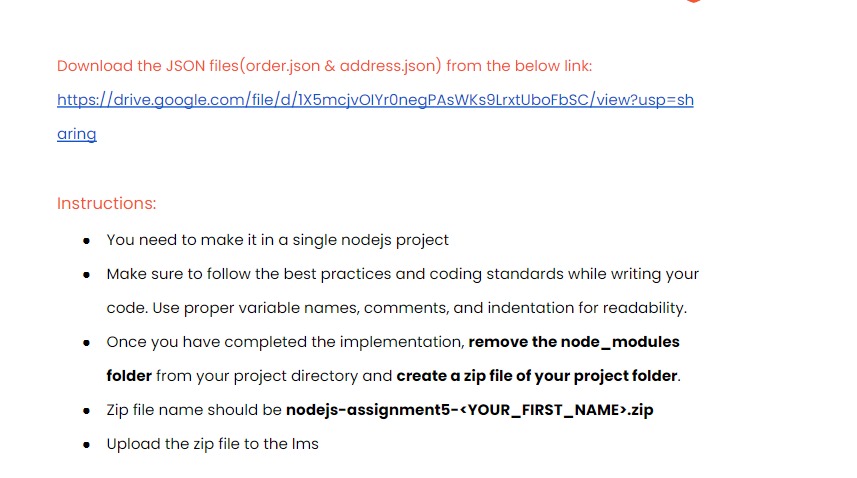 Download the JSON files(order.json & address.json) from the below link:
https://drive.google.com/file/d/1X5mcjvOIYr0negPAsWKs9LrxtUboFbSC/view?usp=sh
aring
Instructions:
● You need to make it in a single nodejs project
● Make sure to follow the best practices and coding standards while writing your
code. Use proper variable names, comments, and indentation for readability.
● Once you have completed the implementation, remove the node_modules
folder from your project directory and create a zip file of your project folder.
● Zip file name should be nodejs-assignment5-<YOUR_FIRST_NAME>.zip
● Upload the zip file to the lms